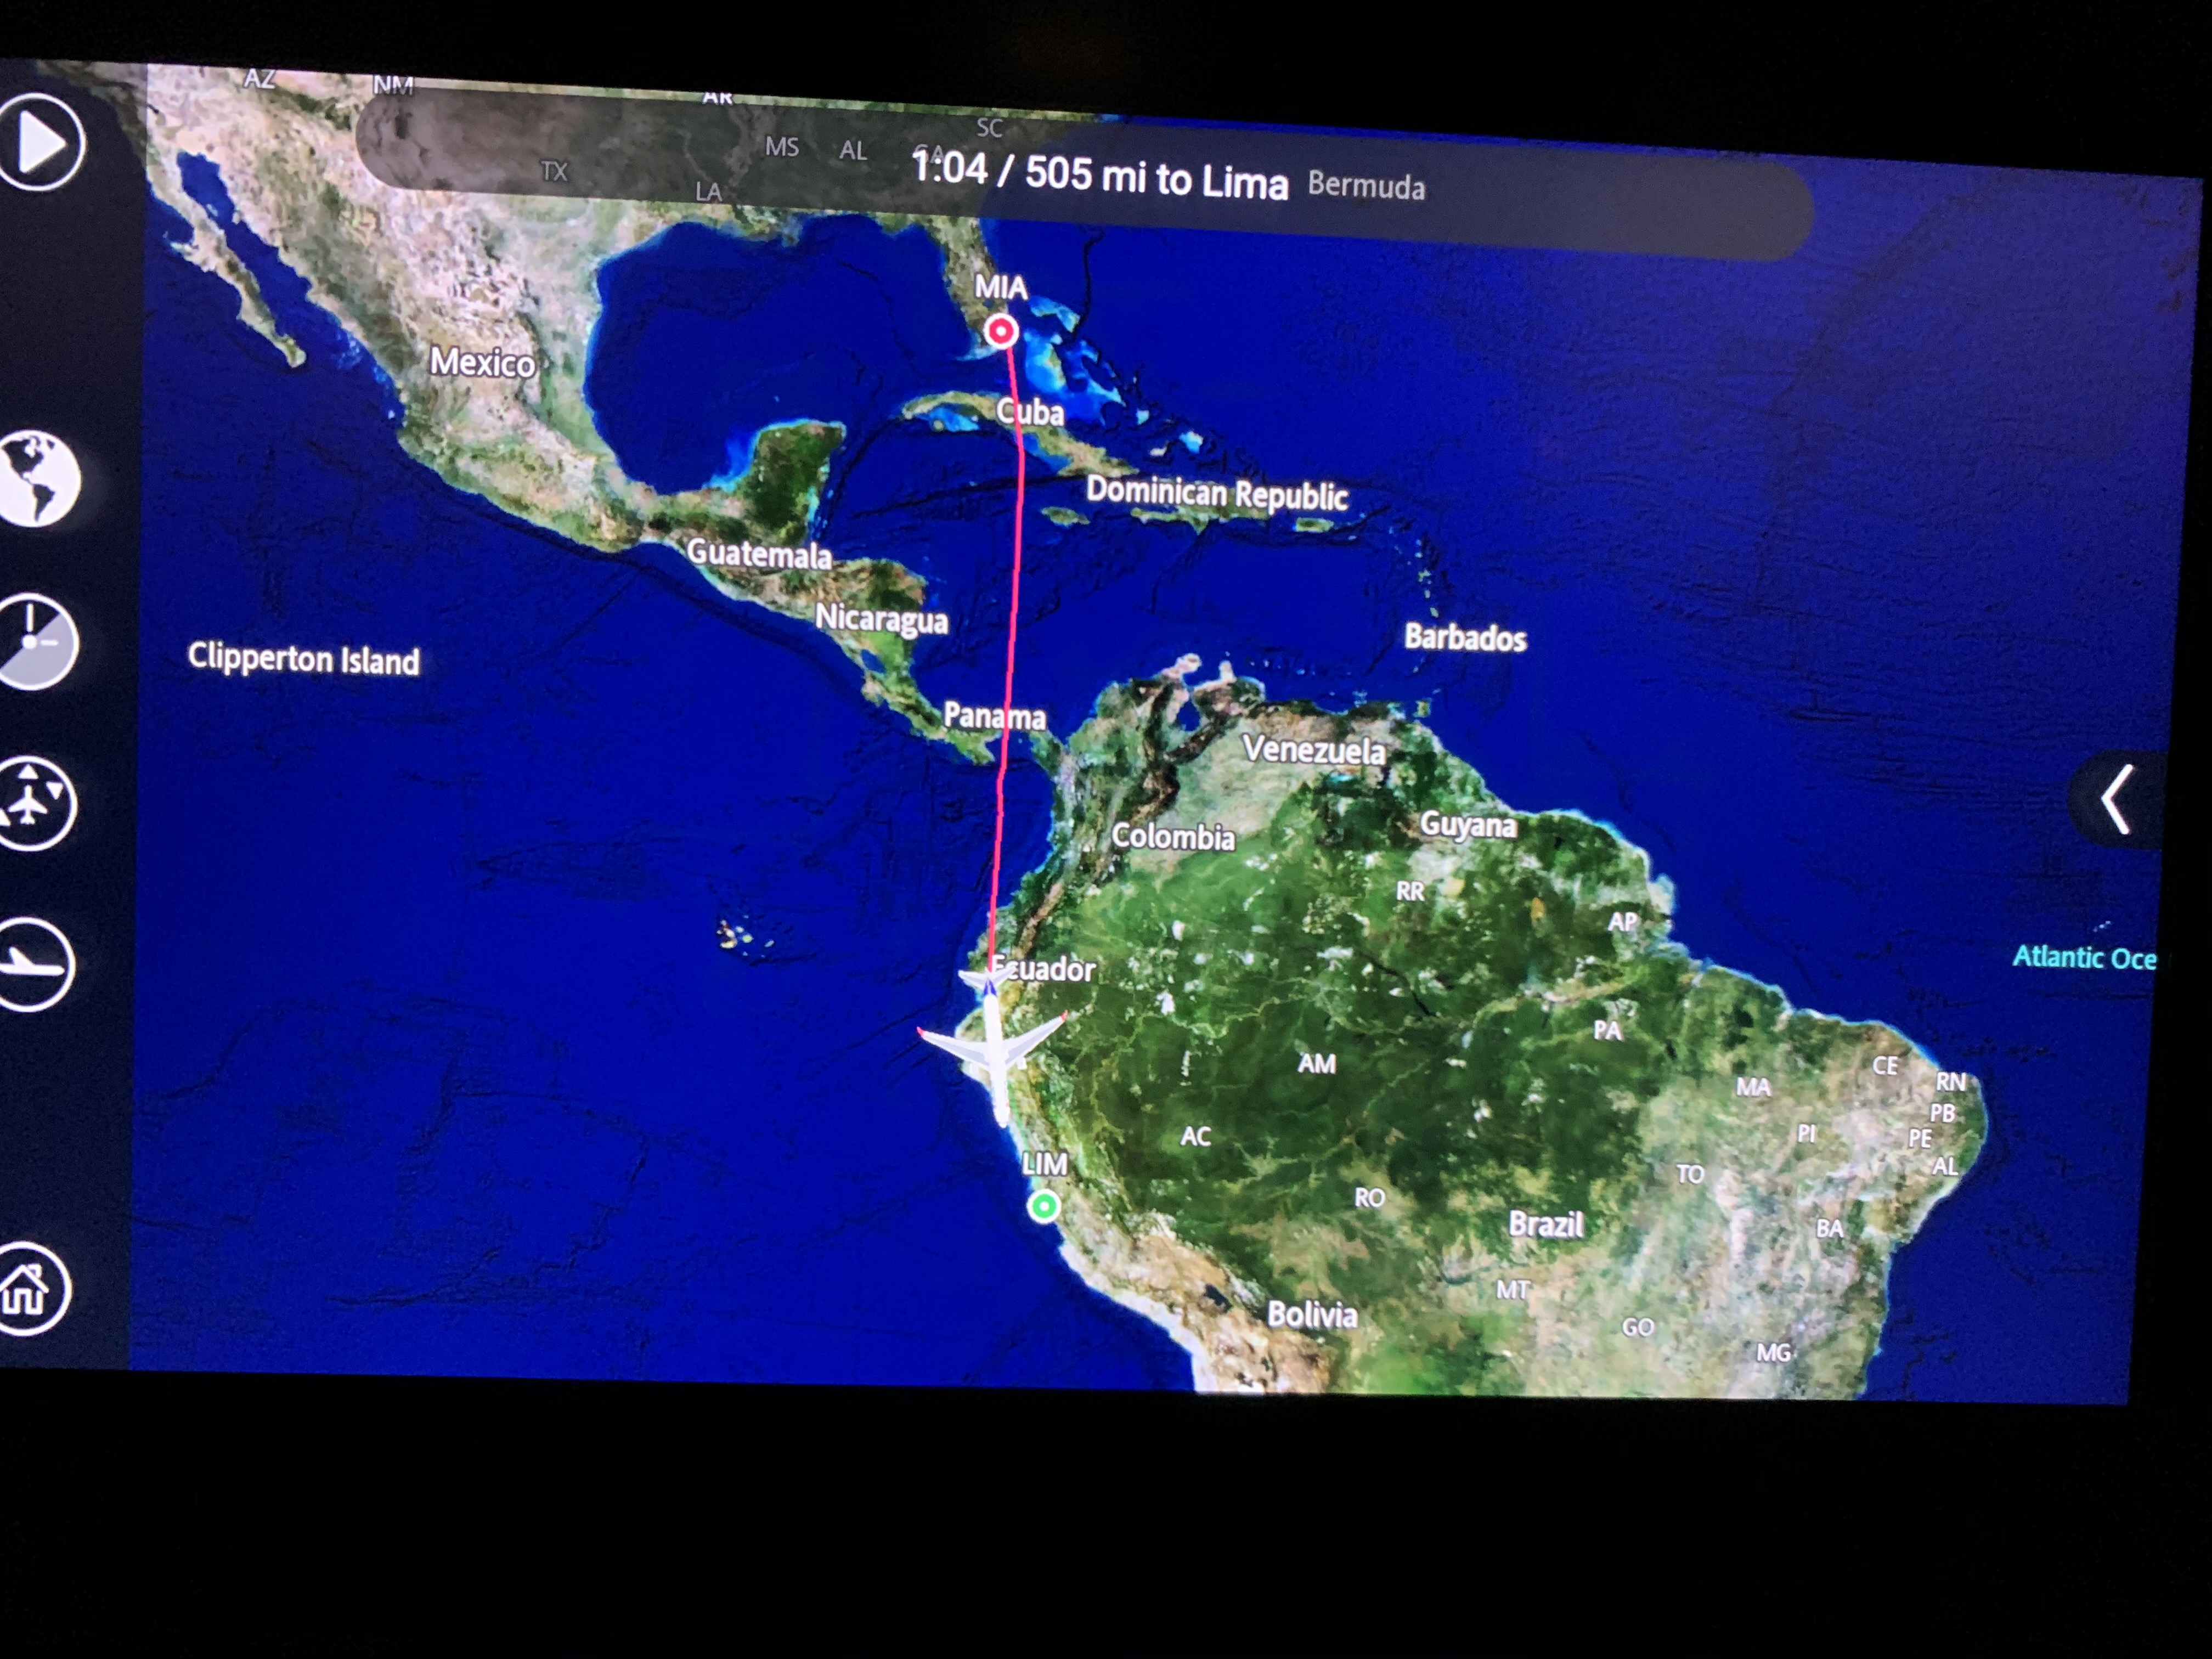 AZ
NM
AR
SC
MS
AL
GA
1:04 / 505 mi to Lima
Bermuda
TX
LA
MIA
Mexico
Cuba
Dominican Republic
Guatemala
Nicaragua
Barbados
Clipperton Island
Panama
Venezuela
Colombia
Guyana
RR
AP
Atlantic Oce
Ecuador
PA
AM
CE
MA
RN
PB
AC
PI
PE
LIM
AL
TO
RO
Brazil
BA
MT
Bolivia
GO
MG